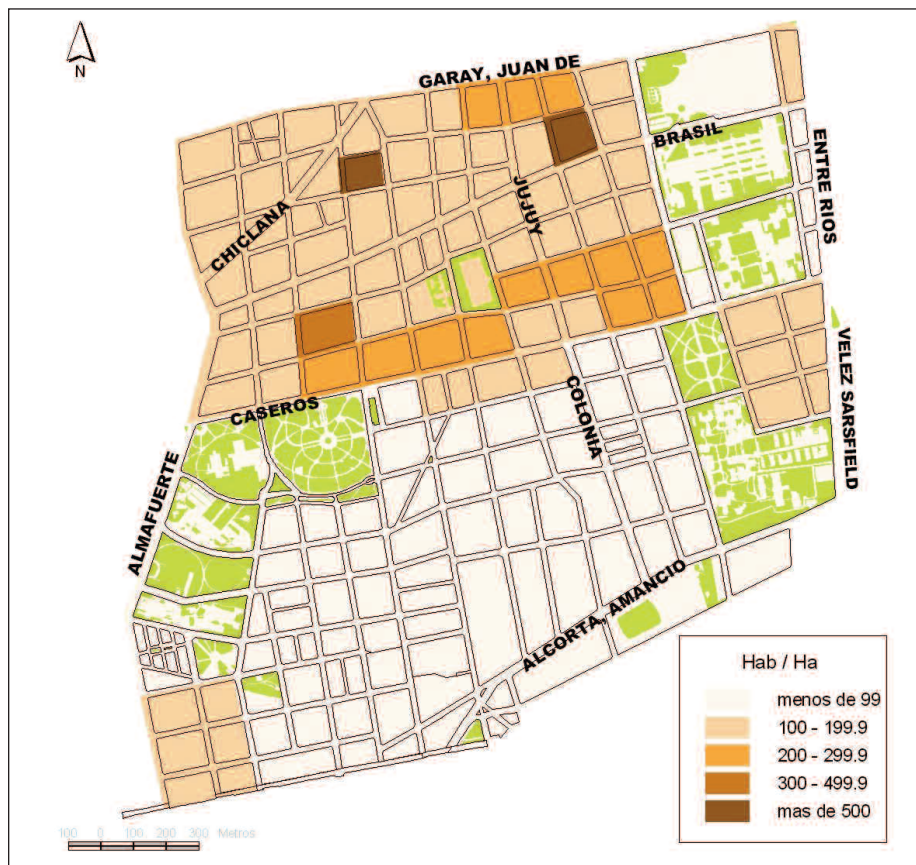 N
GARAY, JUAN DE
BRASIL
ENTRE RIOS
JUJUY
CHICLANA
VELEZ SARSFIELD
CASEROS
COLONIA
ALMAFUERTE
ALCORTA, AMANCIO
Hab / Ha
menos de 99
100 - 199.9
200 - 299.9
300 - 499.9
mas de 500
100 0 100 200 300 Metros